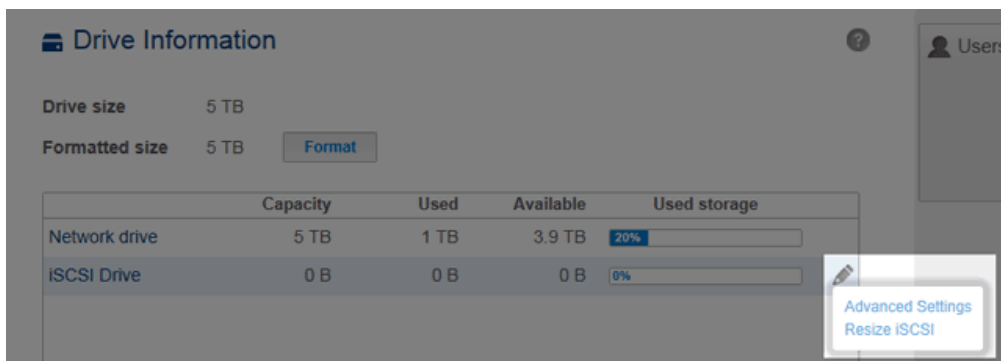 Drive Information
?
Users
Drive size 5 TB
Formatted size 5 TB Format
Capacity Used Available Used storage
Network drive 5 TB 1 TB 3.9 TB 20%
iSCSI Drive 0 B 0 B 0 B 0%
Advanced Settings
Resize iSCSI